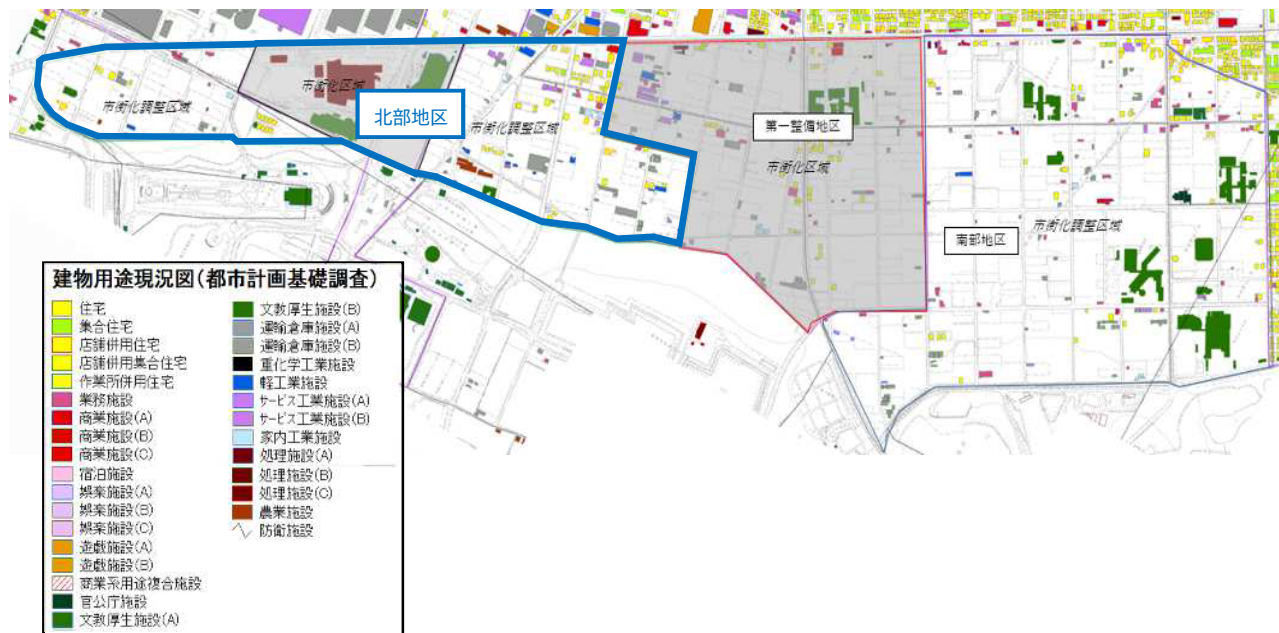 市街化調整区域
市街化区域
北部地区
市街化調整区域
第一整備地区
市街化区域
南部地区
市街化調整区域
建物用途現況図(都市計画基礎調査)
住宅
集合住宅
店舗併用住宅
店舗併用集合住宅
作業所併用住宅
業務施設
商業施設(A)
商業施設(B)
商業施設(C)
宿泊施設
娯楽施設(A)
娯楽施設(B)
娯楽施設(C)
遊戯施設(A)
遊戯施設(B)
商業系用途複合施設
官公庁施設
文教厚生施設(A)
文教厚生施設(B)
運輸倉庫施設(A)
運輸倉庫施設(B)
重化学工業施設
軽工業施設
サービス工業施設(A)
サービス工業施設(B)
家内工業施設
処理施設(A)
処理施設(B)
処理施設(C)
農業施設
防衛施設